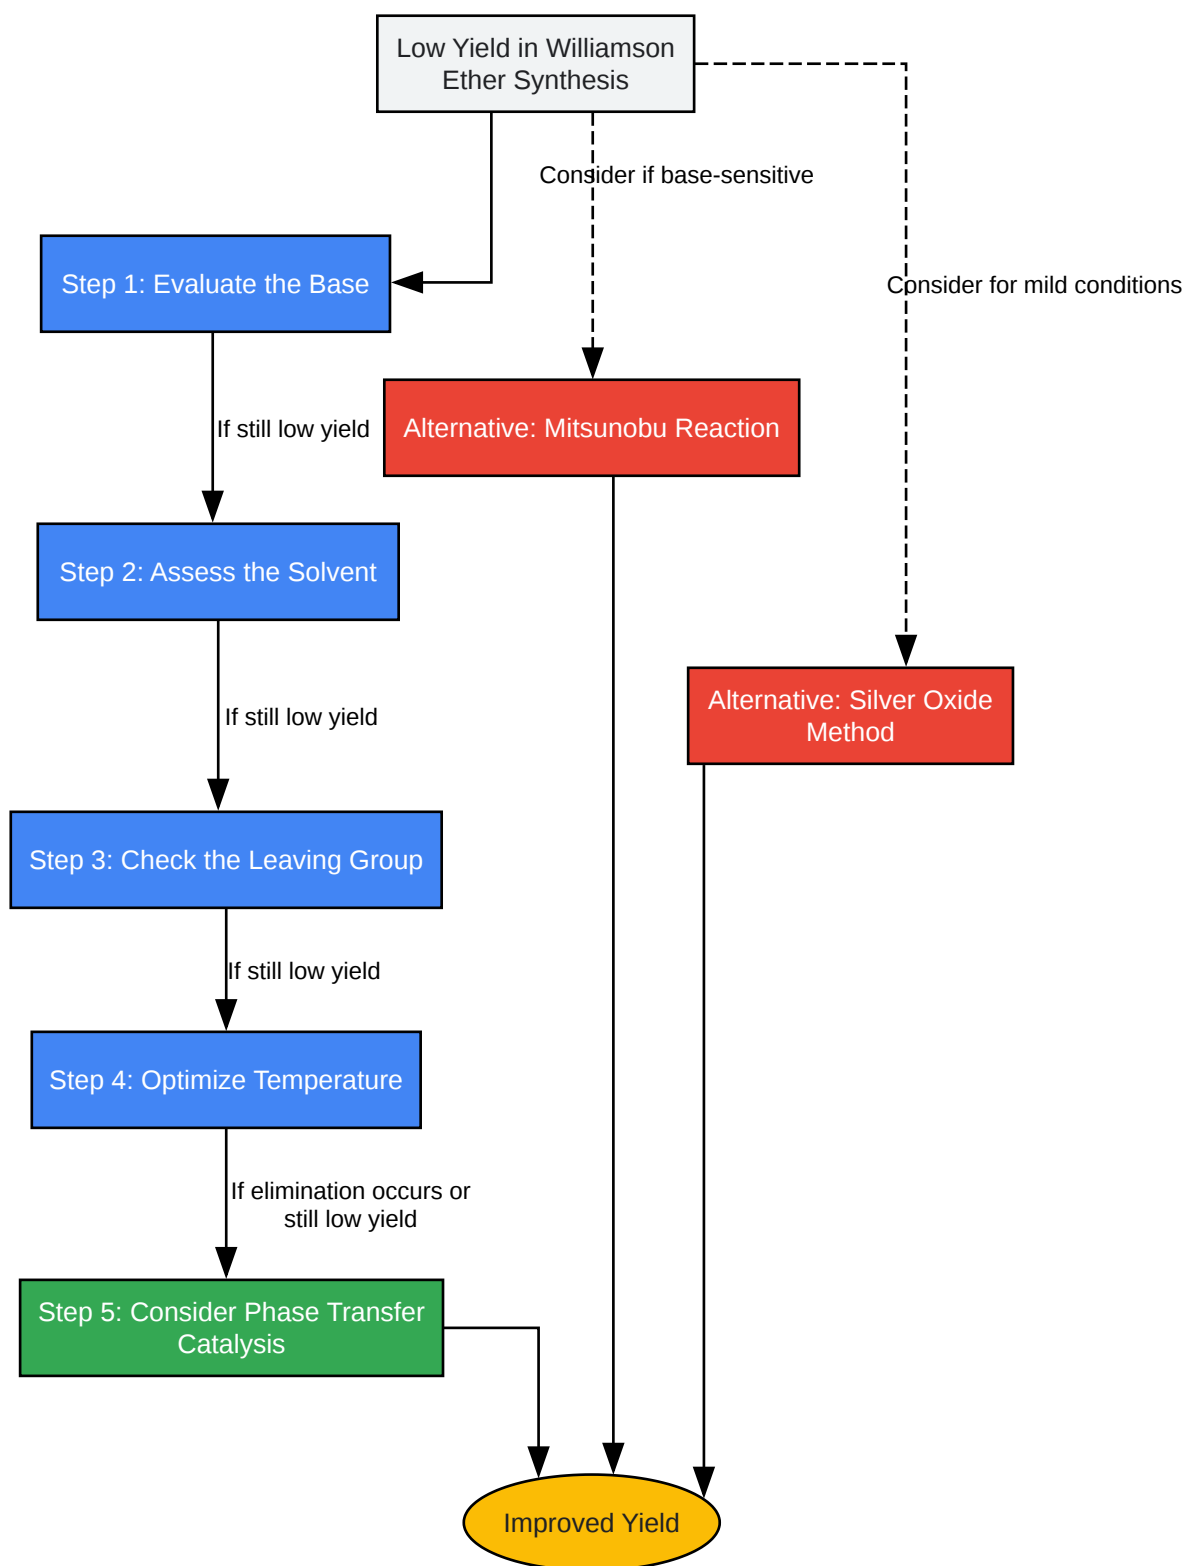 Low Yield in Williamson
Ether Synthesis
Consider if base-sensitive
Step 1: Evaluate the Base
Consider for mild conditions
If still low yield
Alternative: Mitsunobu Reaction
Step 2: Assess the Solvent
If still low yield
Alternative: Silver Oxide
Method
Step 3: Check the Leaving Group
If still low yield
Step 4: Optimize Temperature
If elimination occurs or
still low yield
Step 5: Consider Phase Transfer
Catalysis
Improved Yield